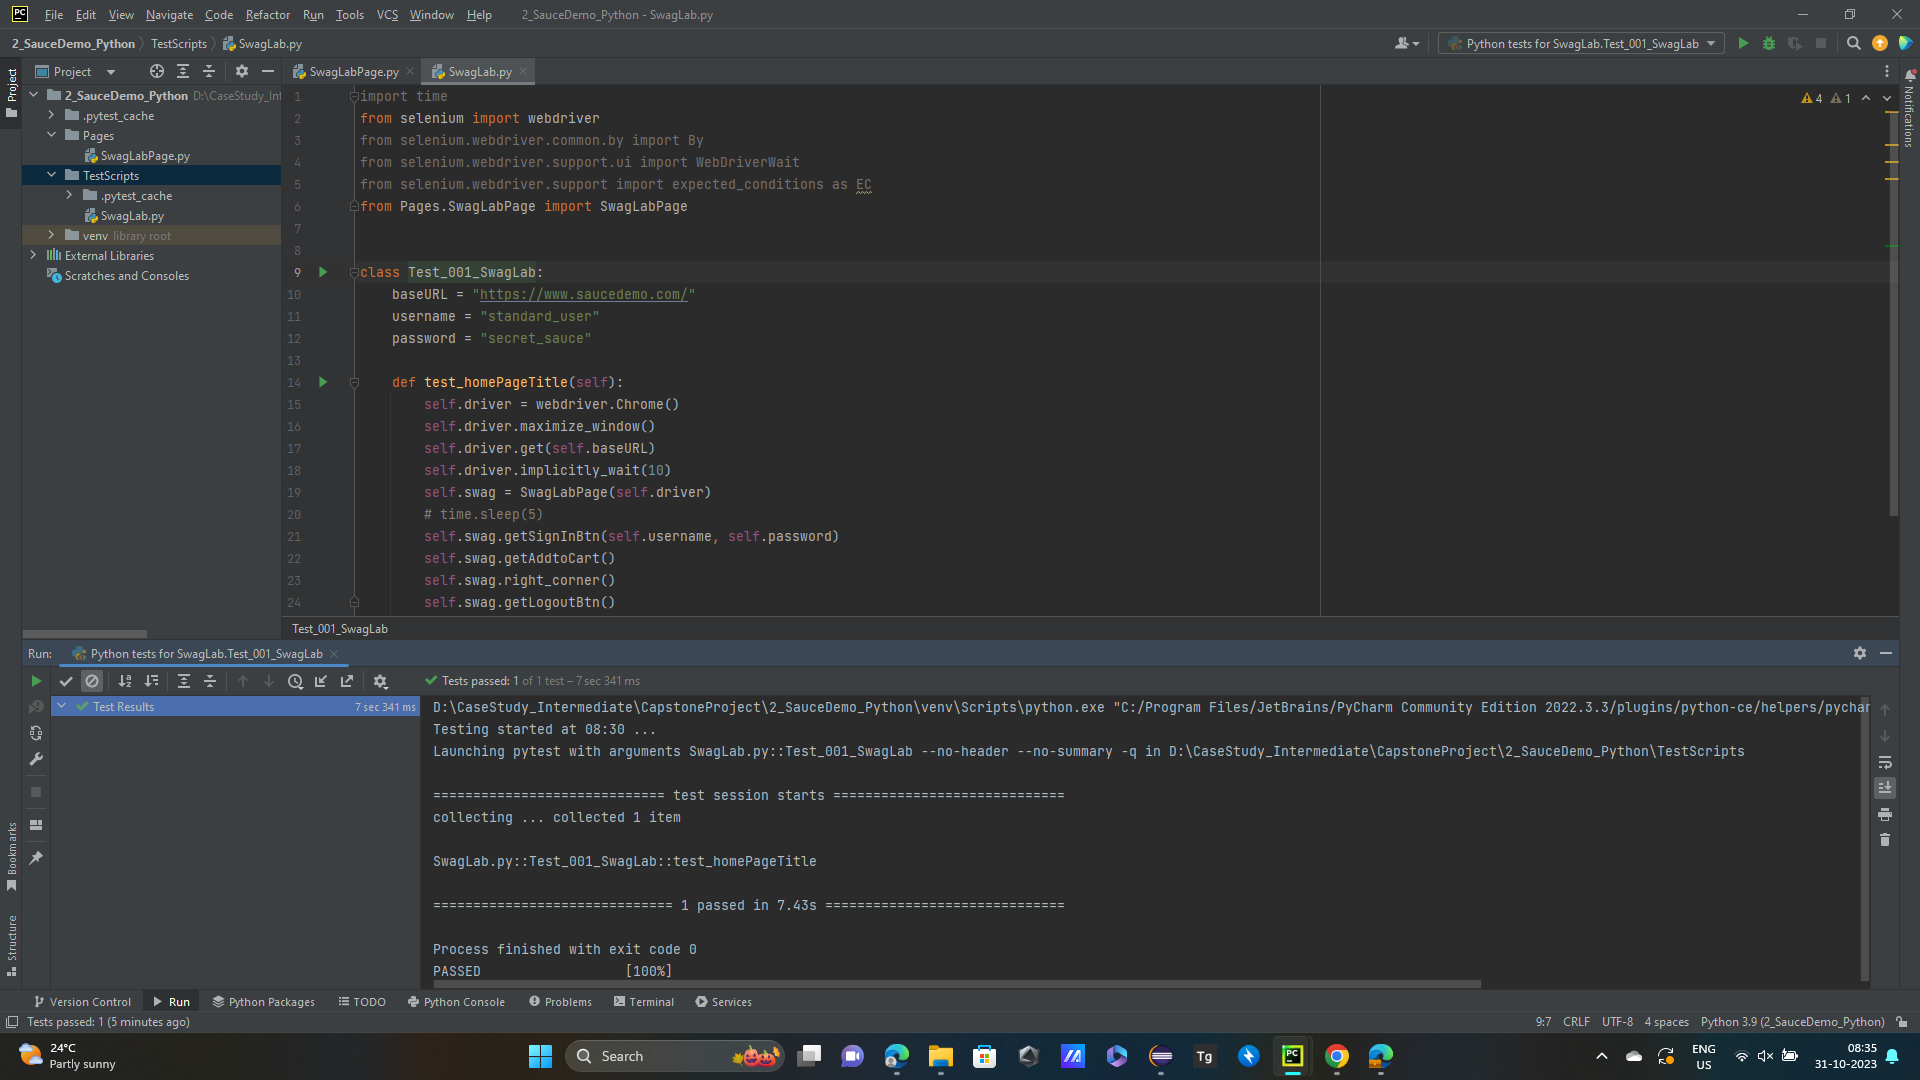 PC File Edit View Navigate Code Refactor Run Tools VCS Window Help 2_SauceDemo_Python - SwagLab.py
2_SauceDemo_Python TestScripts SwagLab.py Python tests for SwagLab.Test_001_SwagLab
Project SwagLabPage.py SwagLab.py
Project
Notifications
2_SauceDemo_Python D:\CaseStudy_Int
.pytest_cache
Pages
SwagLabPage.py
TestScripts
.pytest_cache
SwagLab.py
venv library root
External Libraries
Scratches and Consoles
4 1
1 import time
2 from selenium import webdriver
3 from selenium.webdriver.common.by import By
4 from selenium.webdriver.support.ui import WebDriverWait
5 from selenium.webdriver.support import expected_conditions as EC
6 from Pages.SwagLabPage import SwagLabPage
7
8
9 class Test_001_SwagLab:
10 baseURL = "https://www.saucedemo.com/"
11 username = "standard_user"
12 password = "secret_sauce"
13
14 def test_homePageTitle(self):
15 self.driver = webdriver.Chrome()
16 self.driver.maximize_window()
17 self.driver.get(self.baseURL)
18 self.driver.implicitly_wait(10)
19 self.swag = SwagLabPage(self.driver)
20 # time.sleep(5)
21 self.swag.getSignInBtn(self.username, self.password)
22 self.swag.getAddtoCart()
23 self.swag.right_corner()
24 self.swag.getLogoutBtn()
Test_001_SwagLab
Run: Python tests for SwagLab.Test_001_SwagLab
Tests passed: 1 of 1 test – 7 sec 341 ms
Test Results 7 sec 341 ms
D:\CaseStudy_Intermediate\CapstoneProject\2_SauceDemo_Python\venv\Scripts\python.exe "C:/Program Files/JetBrains/PyCharm Community Edition 2022.3.3/plugins/python-ce/helpers/pychar
Testing started at 08:30 ...
Launching pytest with arguments SwagLab.py::Test_001_SwagLab --no-header --no-summary -q in D:\CaseStudy_Intermediate\CapstoneProject\2_SauceDemo_Python\TestScripts
============================= test session starts =============================
collecting ... collected 1 item
SwagLab.py::Test_001_SwagLab::test_homePageTitle
============================== 1 passed in 7.43s ==============================
Process finished with exit code 0
PASSED [100%]
Bookmarks
Structure
Version Control Run Python Packages TODO Python Console Problems Terminal Services
Tests passed: 1 (5 minutes ago) 9:7 CRLF UTF-8 4 spaces Python 3.9 (2_SauceDemo_Python)
24°C
Partly sunny
Search
Tg
PC
ENG
US
08:35
31-10-2023